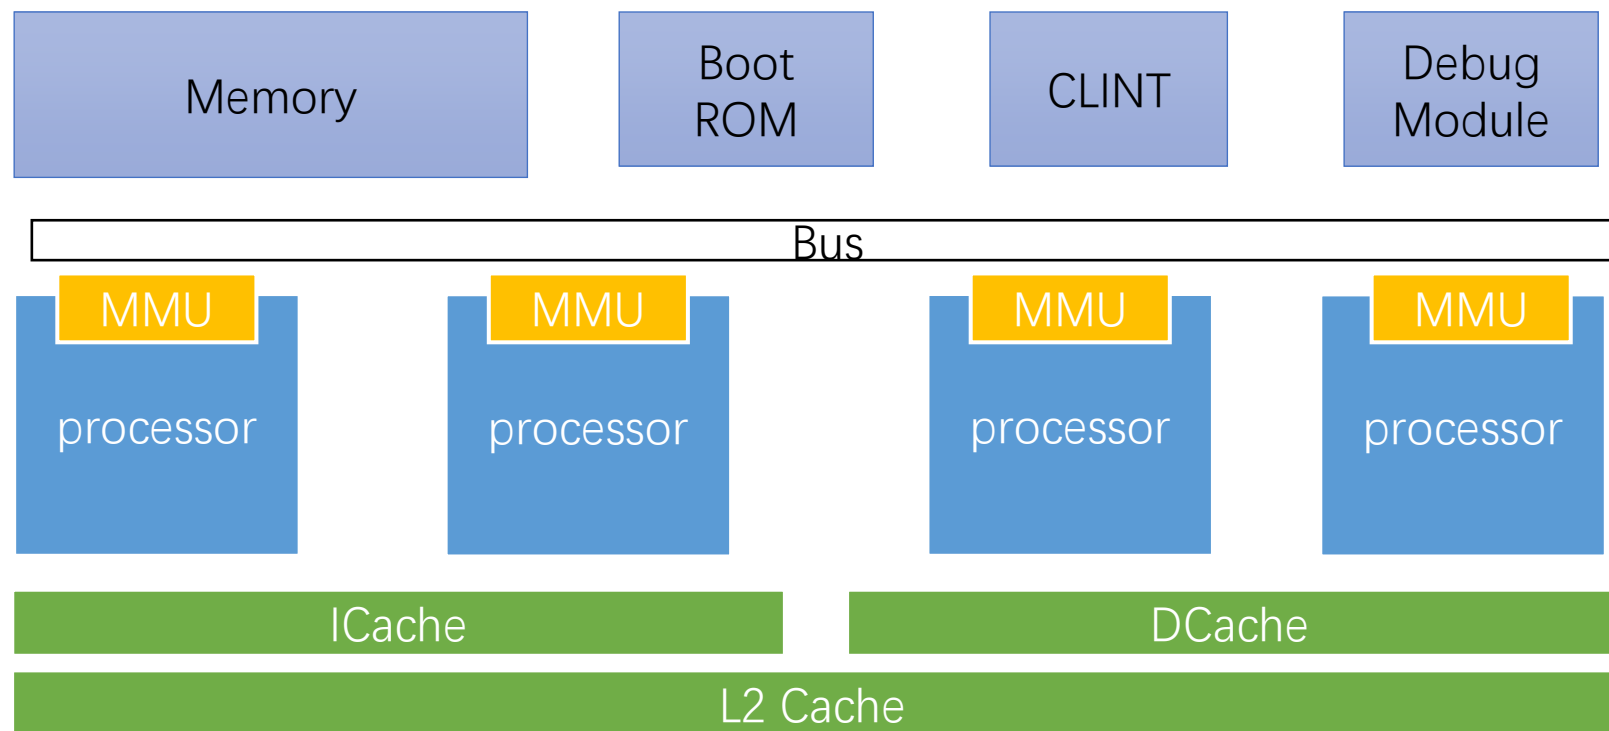 Memory
Boot
ROM
CLINT
Debug
Module
Bus
MMU
MMU
MMU
MMU
processor
processor
processor
processor
ICache
DCache
L2 Cache